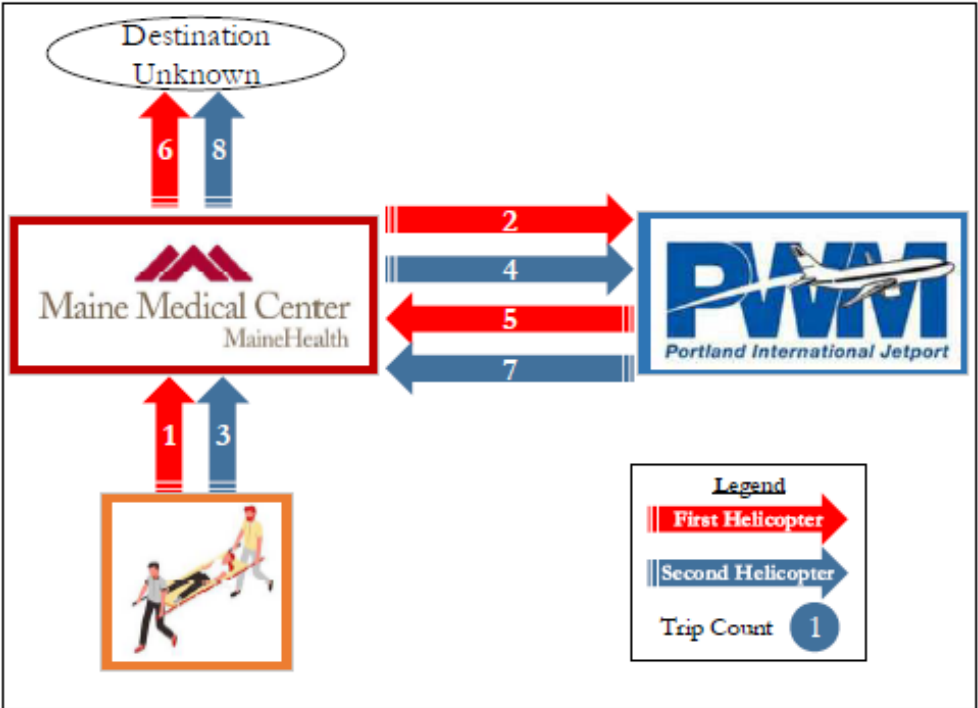 Destination
Unknown
6
8
2
4
5
7
Maine Medical Center
MaineHealth
PWM
Portland International Jetport
1
3
Legend
First Helicopter
Second Helicopter
Trip Count 1